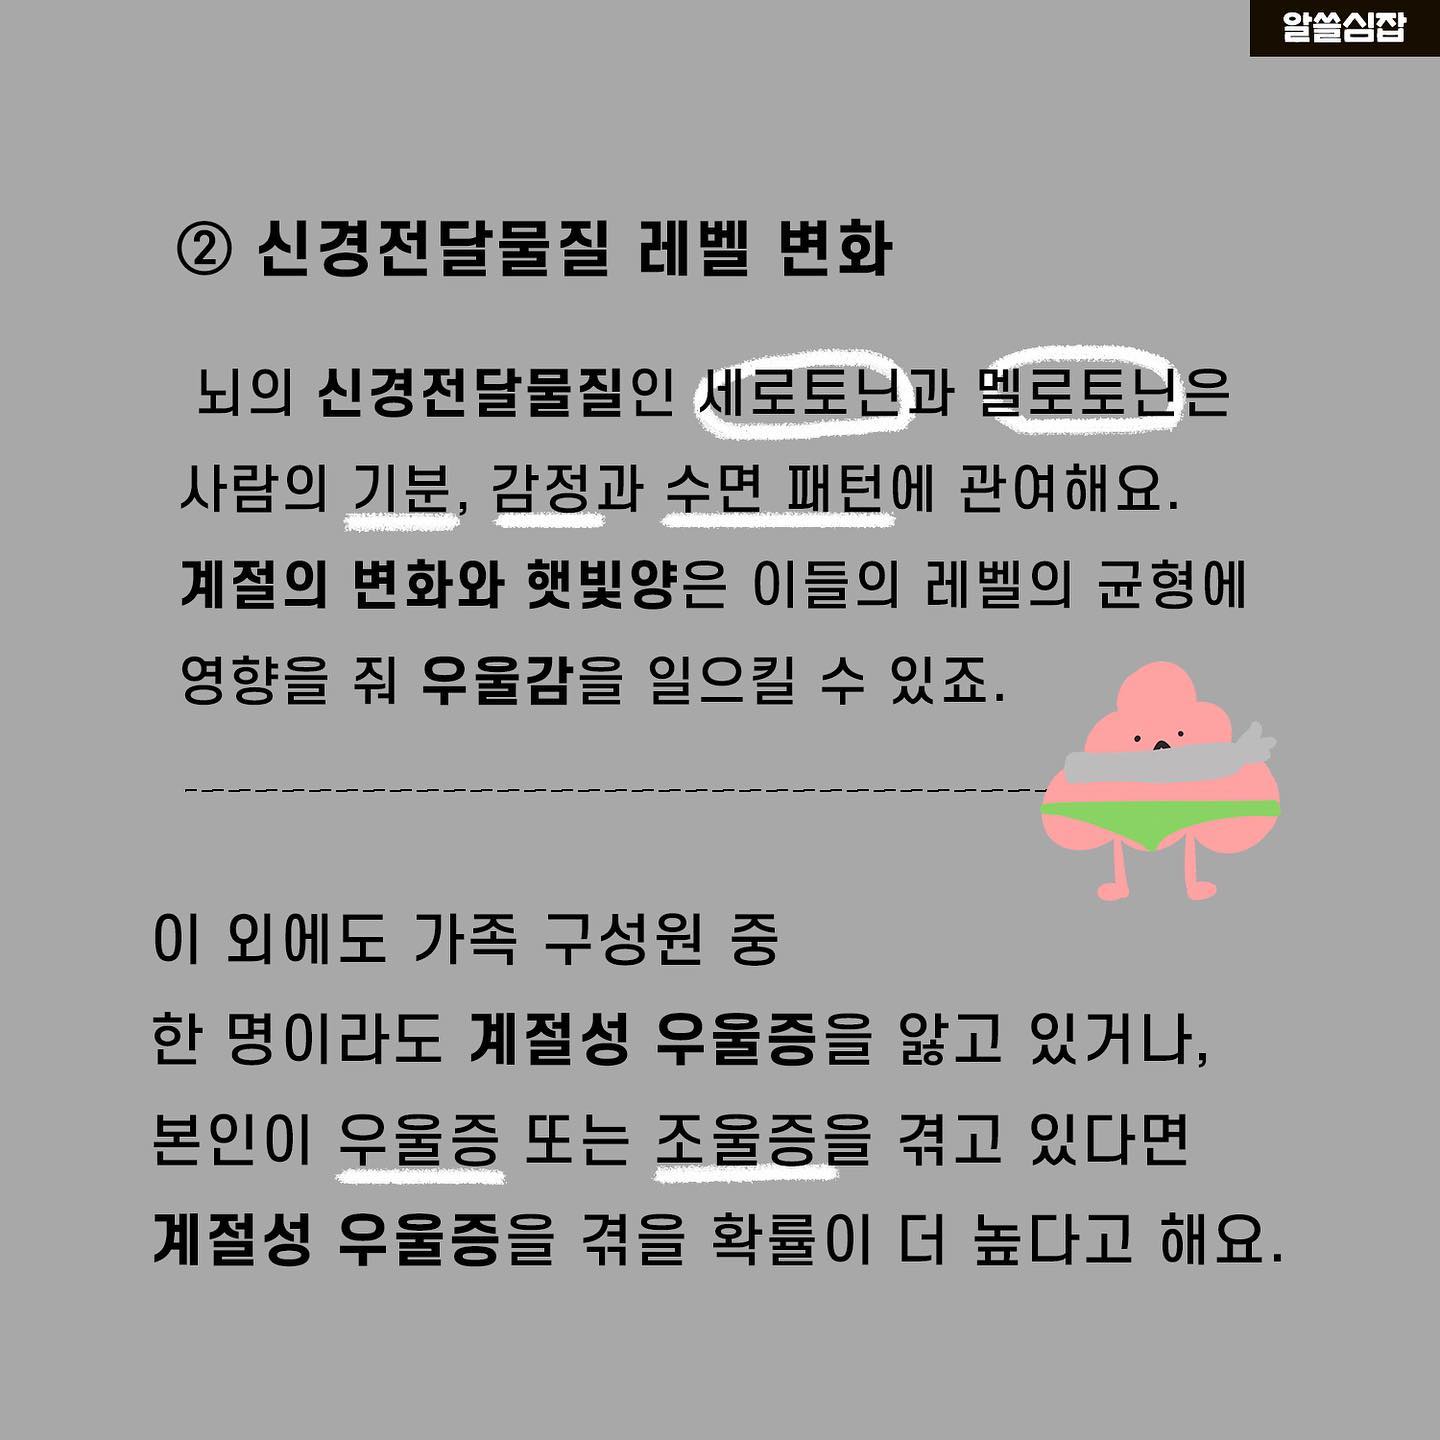 알쓸심잡
② 신경전달물질 레벨 변화
뇌의 신경전달물질인 세로토닌과 멜로토닌은
사람의 기분, 감정과 수면 패턴에 관여해요.
계절의 변화와 햇빛양은 이들의 레벨의 균형에
영향을 줘 우울감을 일으킬 수 있죠.
이 외에도 가족 구성원 중
한 명이라도 계절성 우울증을 앓고 있거나,
본인이 우울증 또는 조울증을 겪고 있다면
계절성 우울증을 겪을 확률이 더 높다고 해요.